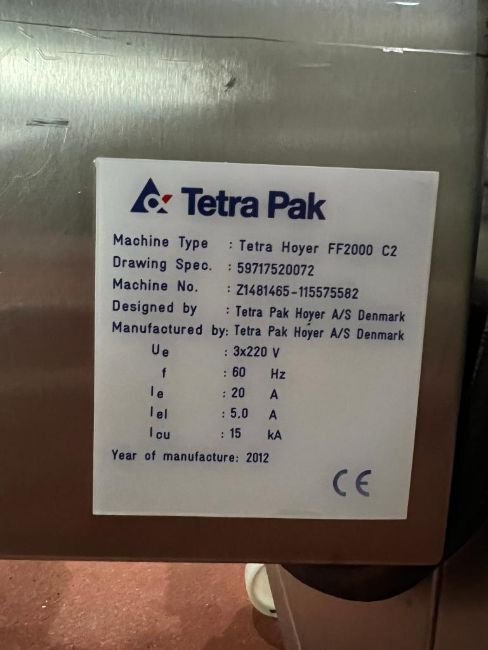 Tetra Pak
Machine Type : Tetra Hoyer FF2000 C2
Drawing Spec. : 59717520072
Machine No. : Z1481465-115575582
Designed by : Tetra Pak Hoyer A/S Denmark
Manufactured by: Tetra Pak Hoyer A/S Denmark
Ue : 3x220 V
f : 60 Hz
Ie : 20 A
Iel : 5.0 A
Icu : 15 kA
Year of manufacture: 2012
CE